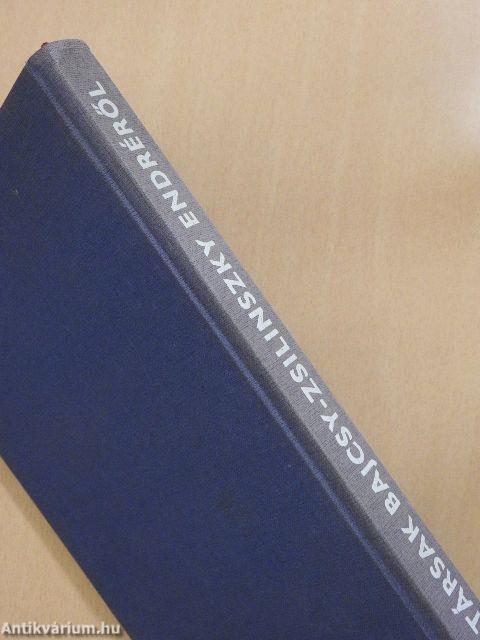 TÁRSAK BAJCSY-ZSILINSZKY ENDRÉRŐL
Antikvárium.hu